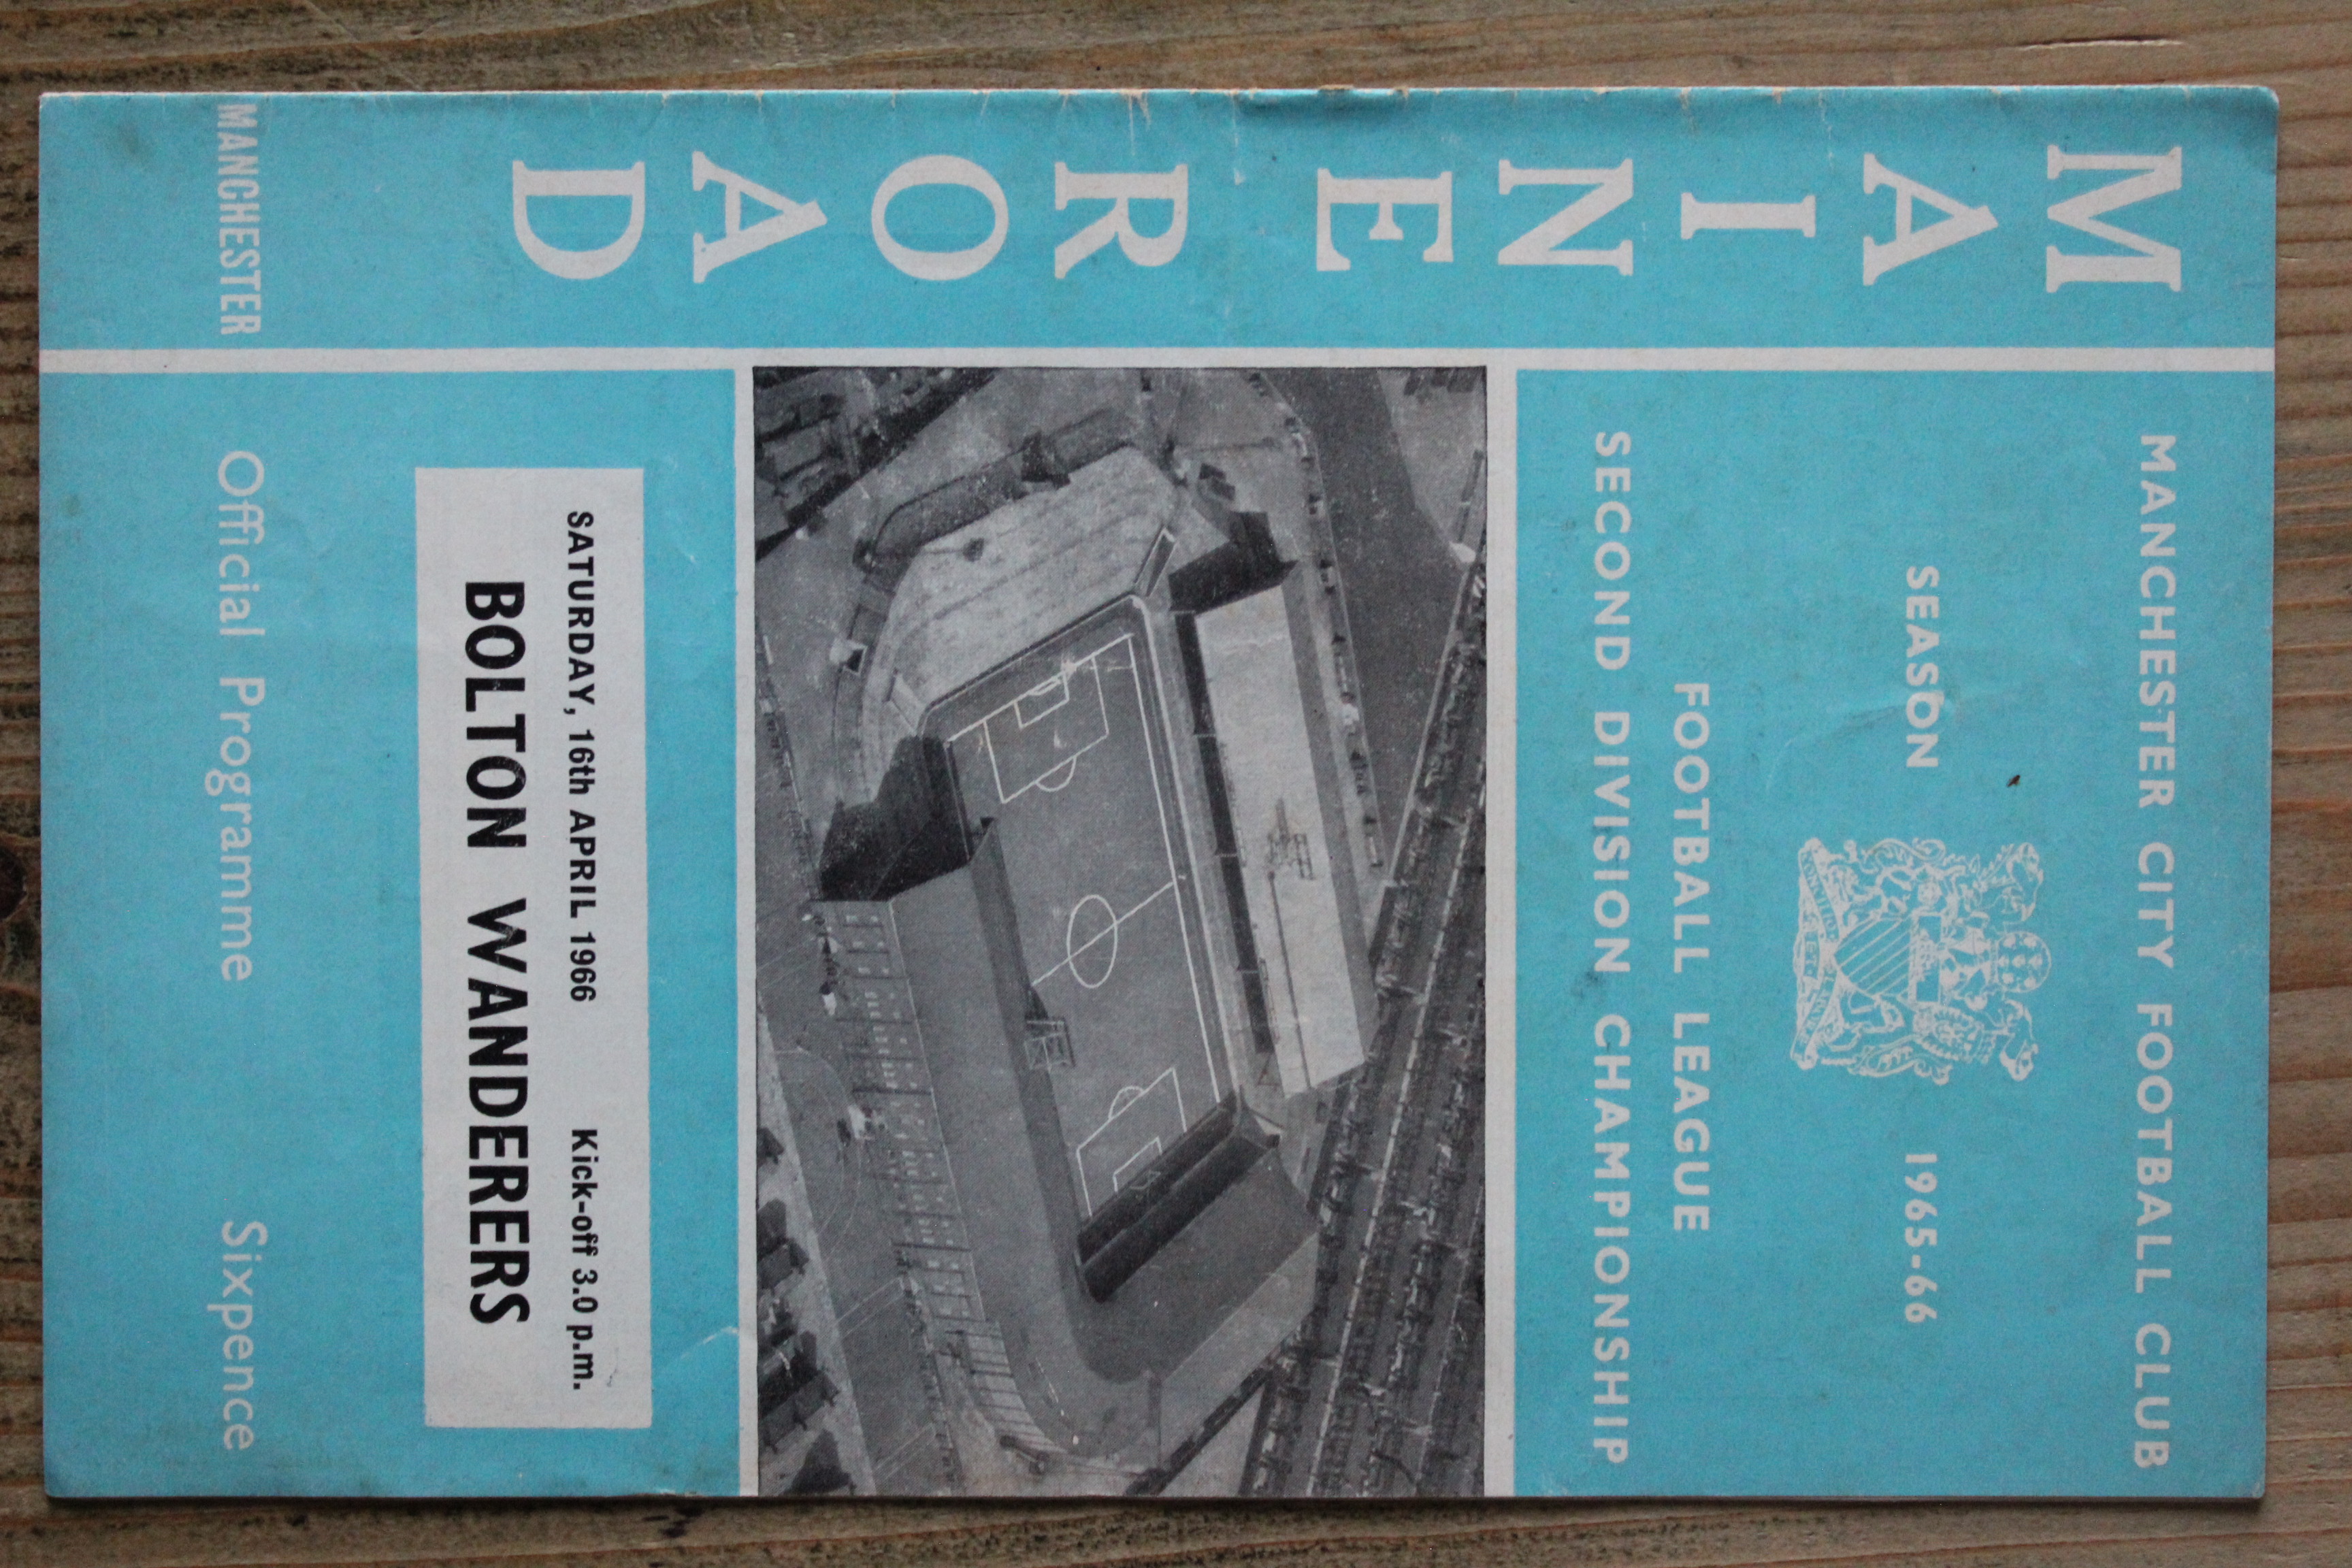 MANCHESTER CITY FOOTBALL CLUB
SEASON 1965-66
FOOTBALL LEAGUE
SECOND DIVISION CHAMPIONSHIP
MAINE ROAD
MANCHESTER
SATURDAY, 16th APRIL 1966 Kick-off 3.0 p.m.
BOLTON WANDERERS
Official Programme Sixpence